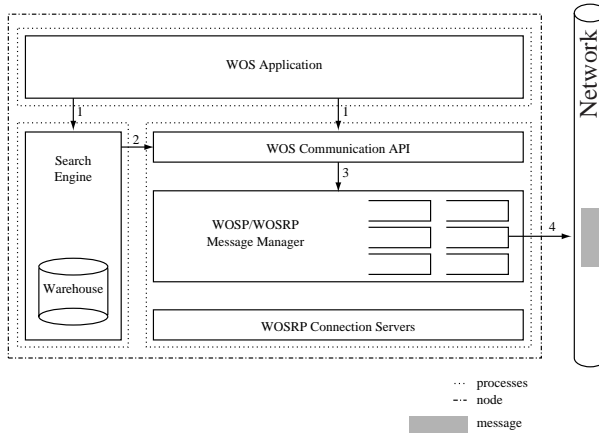 WOS Application
Network
1
1
2
Search
Engine
WOS Communication API
3
WOSP/WOSRP
Message Manager
4
Warehouse
WOSRP Connection Servers
processes
node
message